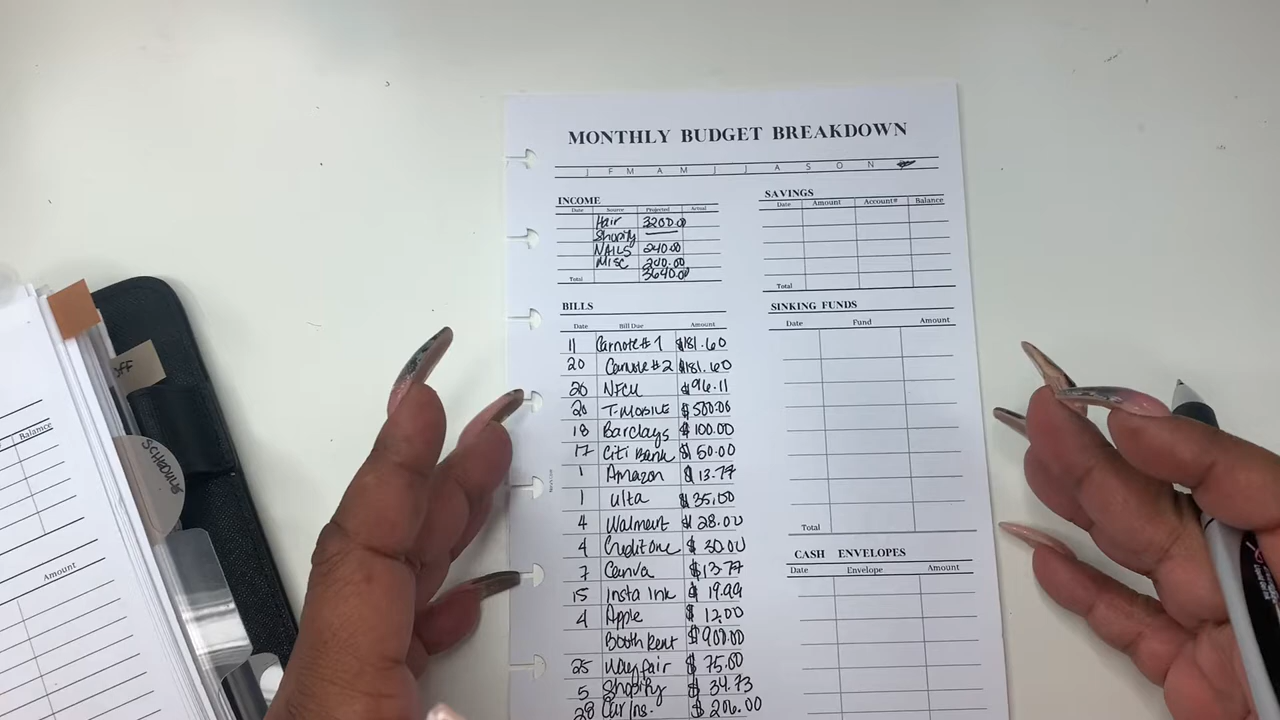 MONTHLY BUDGET BREAKDOWN
J F M A M J J A S O N
INCOME
Date Source Projected Actual
Hair 3200.00
Shopify
NAILS 240.00
MISC 200.00
3640.00
Total
BILLS
Date Bill Due Amount
11 Carnote#1 $181.60
20 Carnote#2 $181.60
20 NFCU $96.11
20 T-MOBILE $500.00
18 Barclays $100.00
17 Citi Bank $50.00
1 Amazon $13.77
1 Ulta $35.00
4 Walmart $28.00
4 Credit one $30.00
7 Canva $13.77
15 Insta Ink $19.99
4 Apple $12.00
Booth Rent $900.00
25 Wayfair $75.00
5 Shopify $34.73
28 Car Ins. $206.00
SAVINGS
Date Amount Account# Balance
Total
SINKING FUNDS
Date Fund Amount
Total
CASH ENVELOPES
Date Envelope Amount
Balance
Amount
SCHEDULE
OFF